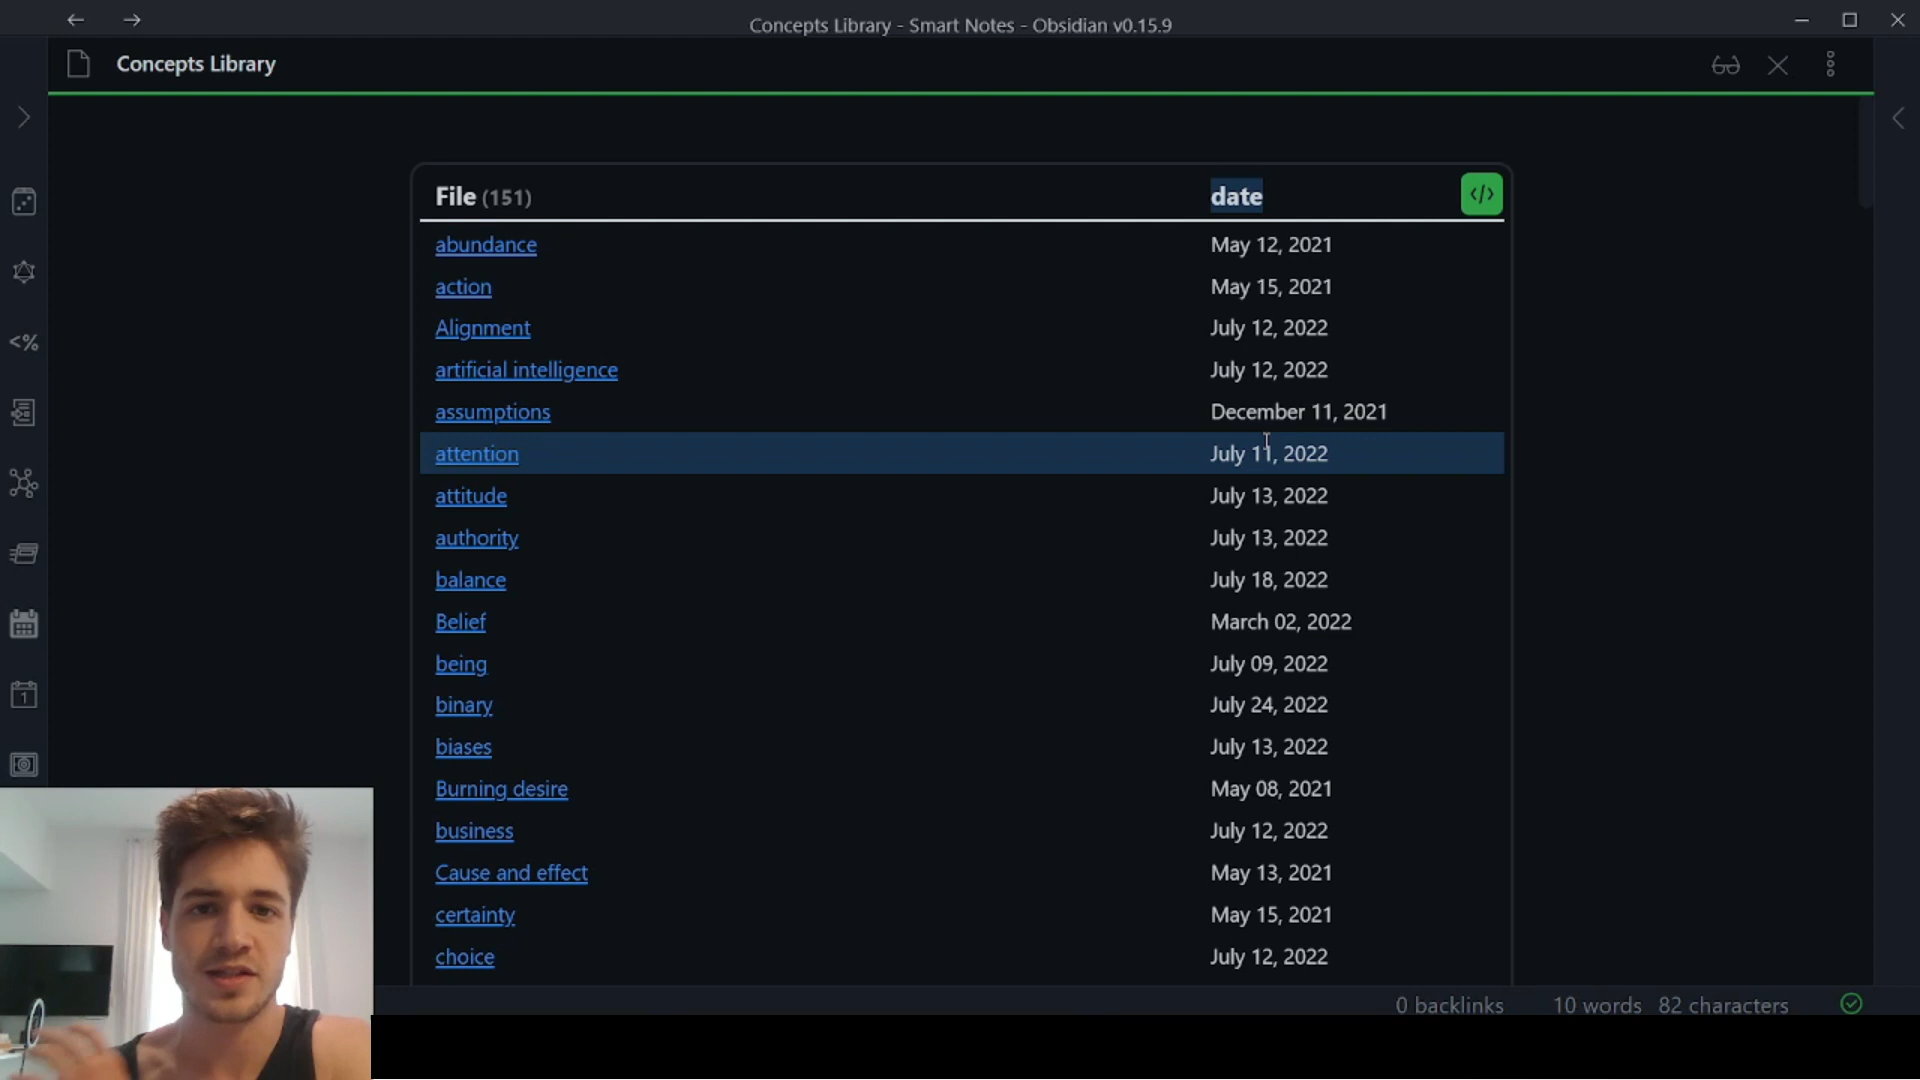 Concepts Library - Smart Notes - Obsidian v0.15.9
Concepts Library
File (151) date </>
abundance May 12, 2021
action May 15, 2021
Alignment July 12, 2022
artificial intelligence July 12, 2022
assumptions December 11, 2021
attention July 11, 2022
attitude July 13, 2022
authority July 13, 2022
balance July 18, 2022
Belief March 02, 2022
being July 09, 2022
binary July 24, 2022
biases July 13, 2022
Burning desire May 08, 2021
business July 12, 2022
Cause and effect May 13, 2021
certainty May 15, 2021
choice July 12, 2022
<%
1
0 backlinks 10 words 82 characters